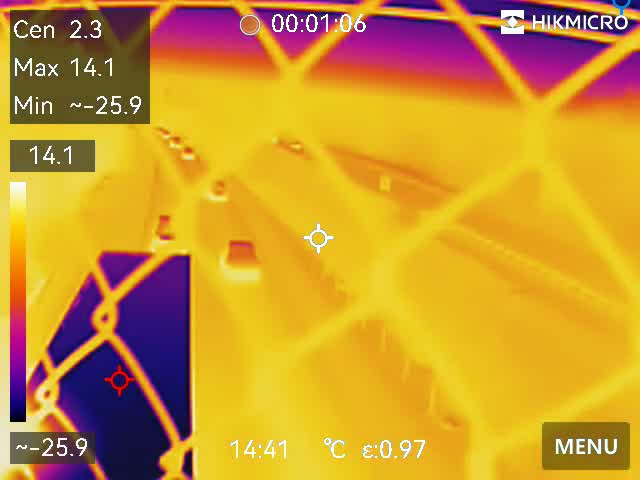 Cen 2.3
Max 14.1
Min ~-25.9
00:01:06
HIKMICRO
14.1
~-25.9
14:41 ℃ ε:0.97
MENU